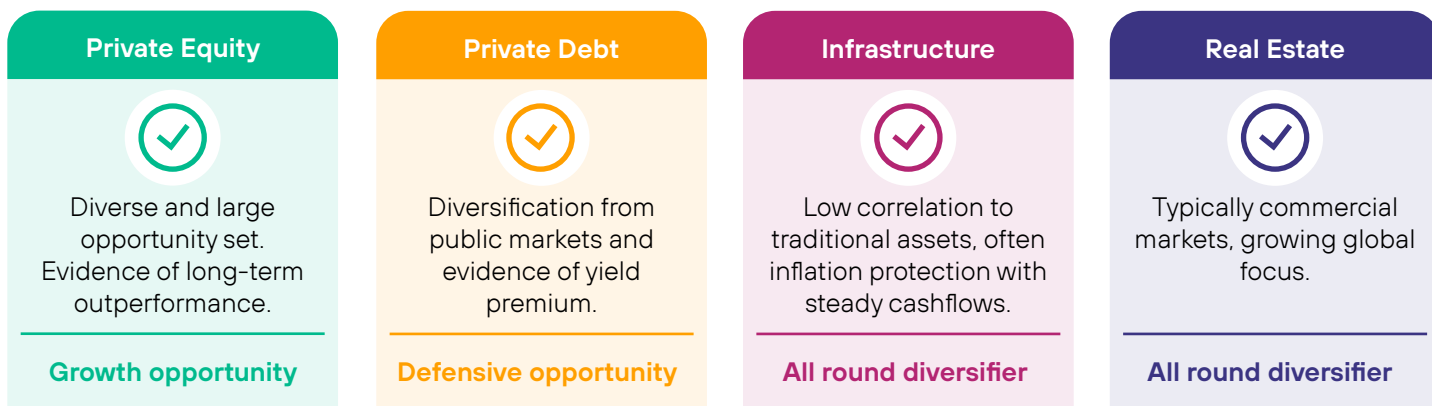 Private Equity
Diverse and large
opportunity set.
Evidence of long-term
outperformance.
Growth opportunity
Private Debt
Diversification from
public markets and
evidence of yield
premium.
Defensive opportunity
Infrastructure
Low correlation to
traditional assets, often
inflation protection with
steady cashflows.
All round diversifier
Real Estate
Typically commercial
markets, growing global
focus.
All round diversifier